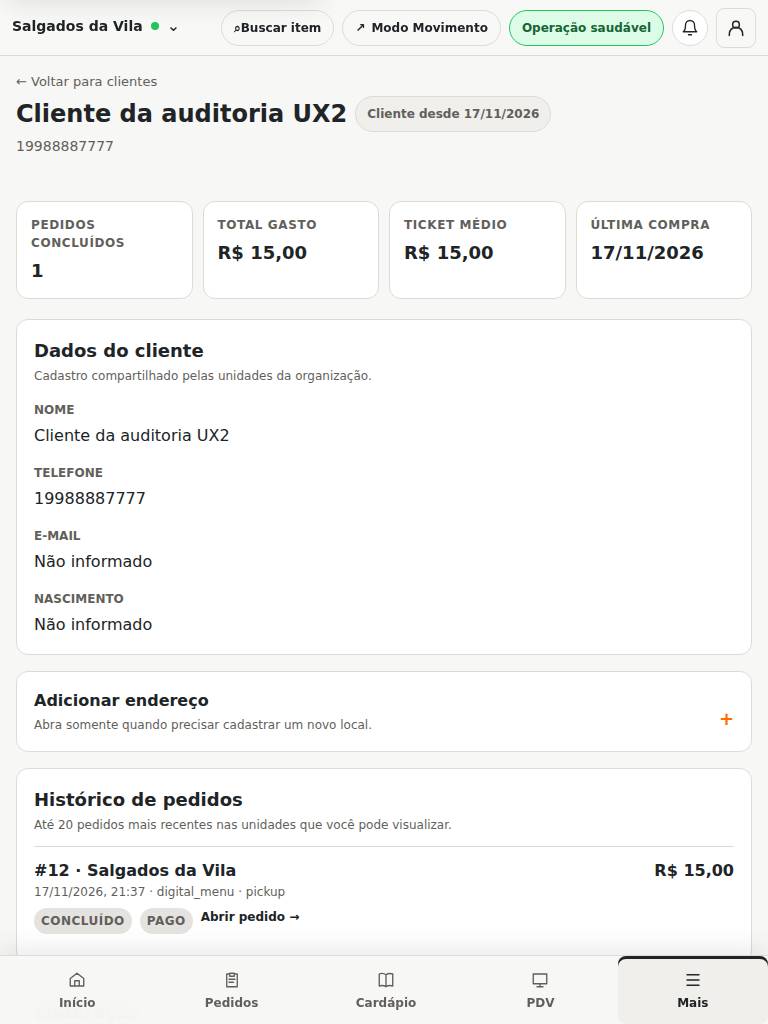 Salgados da Vila
Buscar item
↗ Modo Movimento
Operação saudável
← Voltar para clientes
Cliente da auditoria UX2
Cliente desde 17/11/2026
19988887777
PEDIDOS CONCLUÍDOS
1
TOTAL GASTO
R$ 15,00
TICKET MÉDIO
R$ 15,00
ÚLTIMA COMPRA
17/11/2026
Dados do cliente
Cadastro compartilhado pelas unidades da organização.
NOME
Cliente da auditoria UX2
TELEFONE
19988887777
E-MAIL
Não informado
NASCIMENTO
Não informado
Adicionar endereço
Abra somente quando precisar cadastrar um novo local.
+
Histórico de pedidos
Até 20 pedidos mais recentes nas unidades que você pode visualizar.
#12 · Salgados da Vila
R$ 15,00
17/11/2026, 21:37 · digital_menu · pickup
CONCLUÍDO
PAGO
Abrir pedido →
Início
Pedidos
Cardápio
PDV
Mais